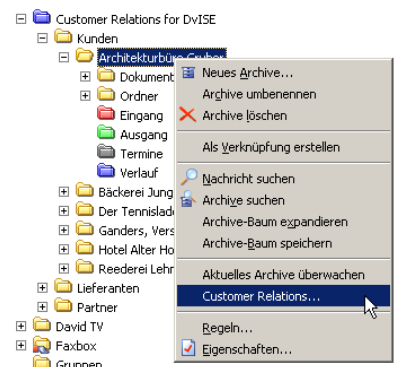 Customer Relations for DvISE
Kunden
Architekturbüro Gruber
Dokument
Ordner
Eingang
Ausgang
Termine
Verlauf
Bäckerei Jung
Der Tennislad
Ganders, Vers
Hotel Alter Ho
Reederei Lehr
Lieferanten
Partner
David TV
Faxbox
Gruppen
Neues Archive...
Archive umbenennen
Archive löschen
Als Verknüpfung erstellen
Nachricht suchen
Archive suchen
Archive-Baum expandieren
Archive-Baum speichern
Aktuelles Archive überwachen
Customer Relations...
Regeln...
Eigenschaften...